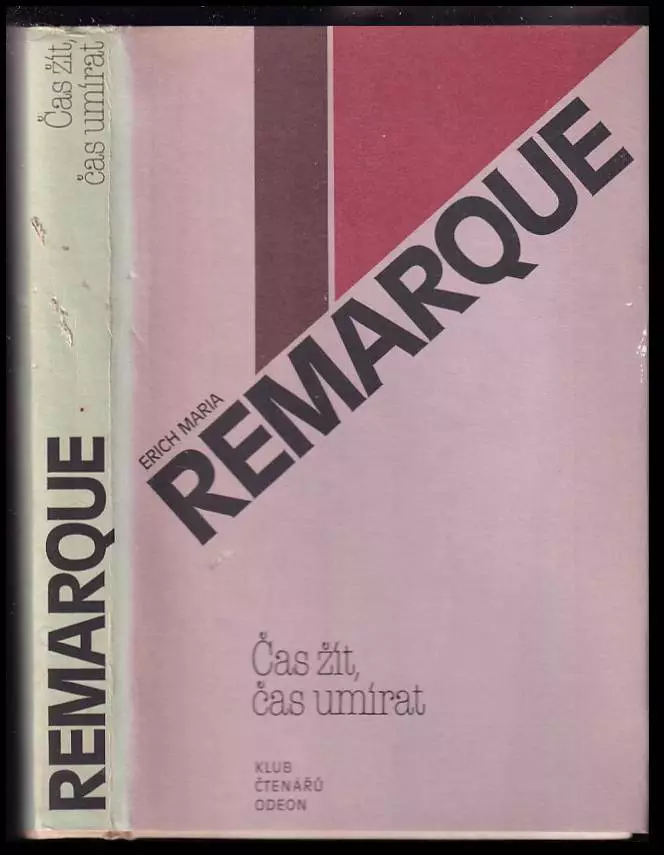 Čas žít,
čas umírat
REMARQUE
ERICH MARIA
REMARQUE
Čas žít,
čas umírat
KLUB
ČTENÁŘŮ
ODEON